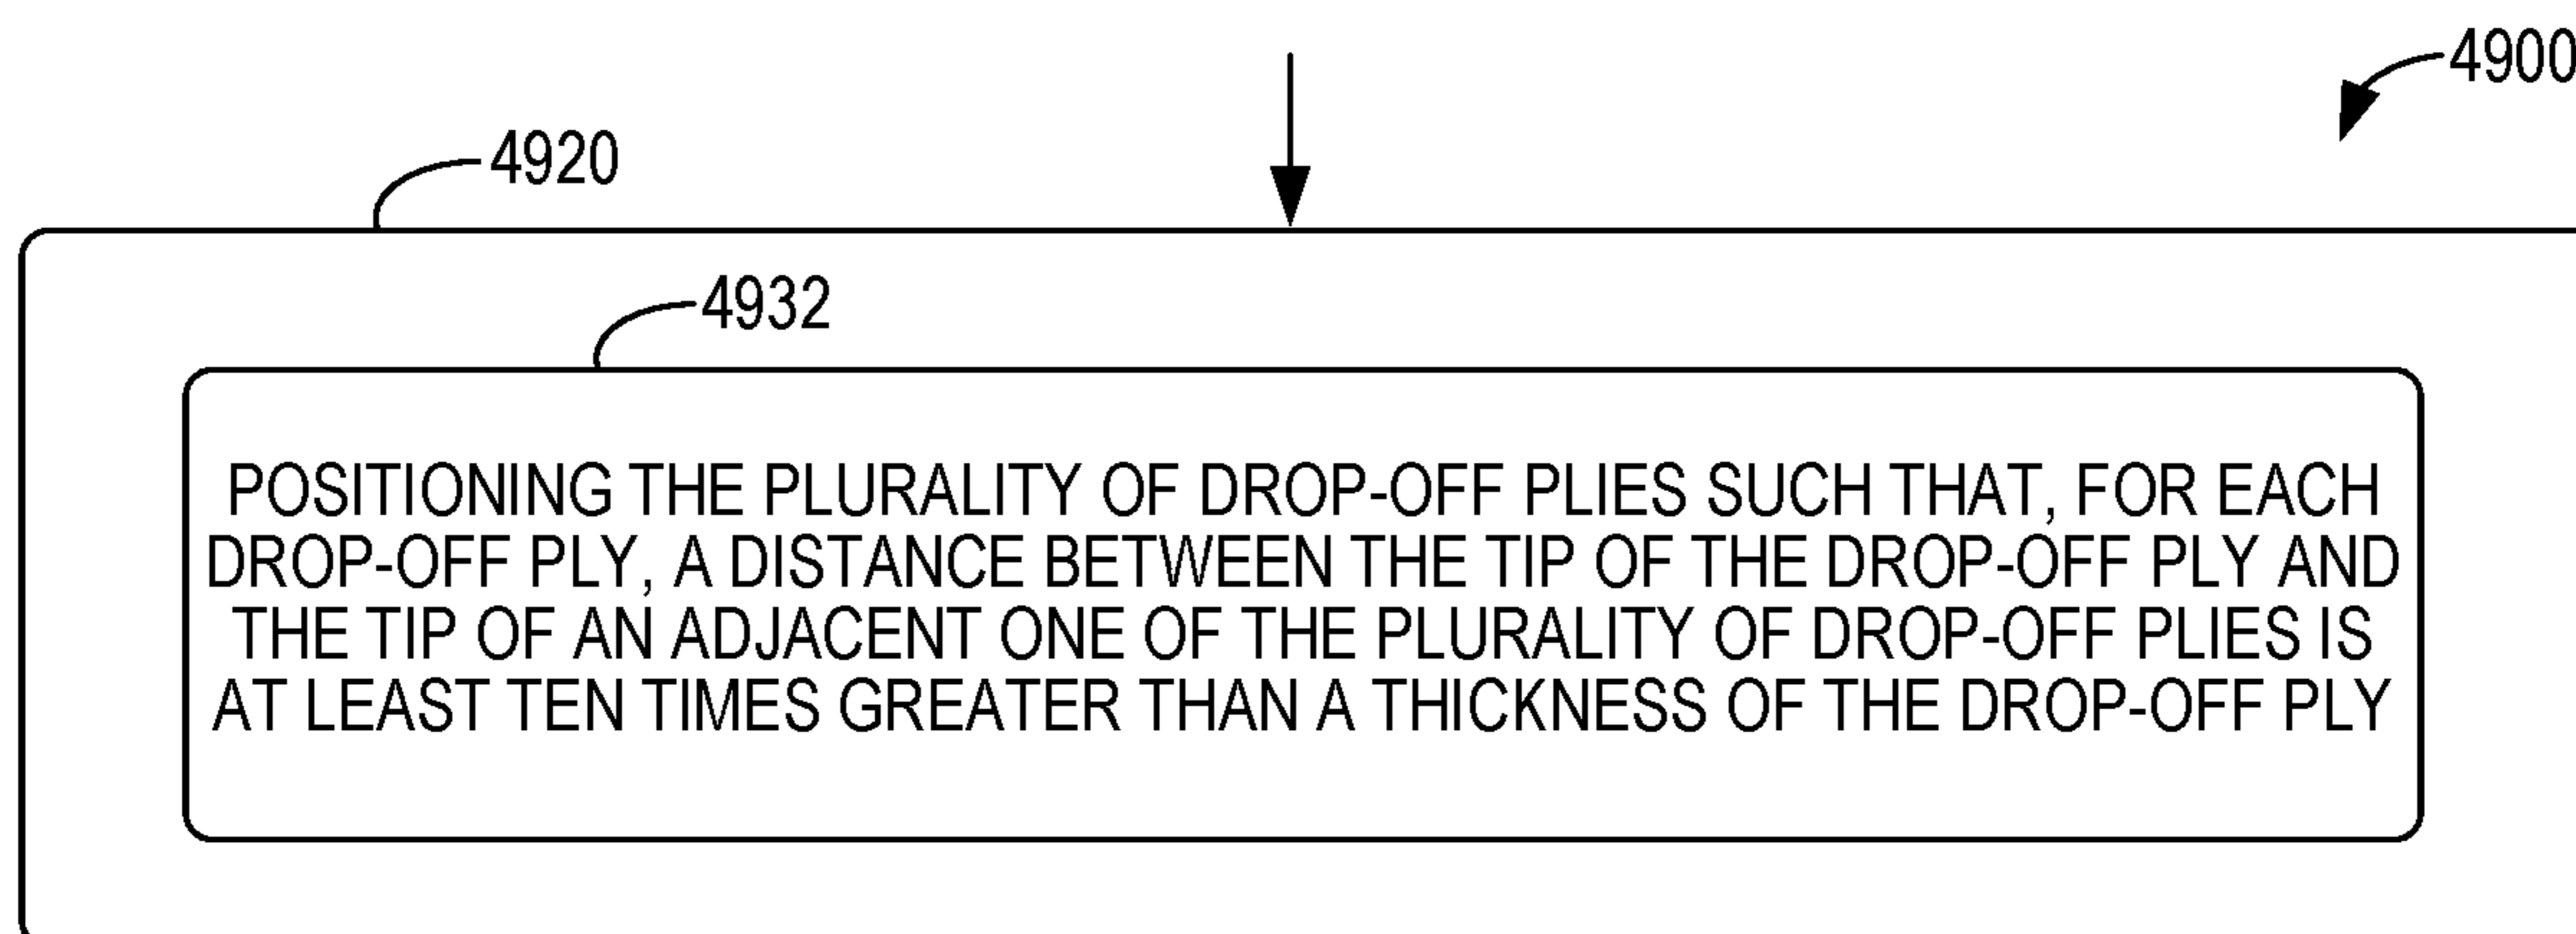 4900
4920
4932
POSITIONING THE PLURALITY OF DROP-OFF PLIES SUCH THAT, FOR EACH
DROP-OFF PLY, A DISTANCE BETWEEN THE TIP OF THE DROP-OFF PLY AND
THE TIP OF AN ADJACENT ONE OF THE PLURALITY OF DROP-OFF PLIES IS
AT LEAST TEN TIMES GREATER THAN A THICKNESS OF THE DROP-OFF PLY